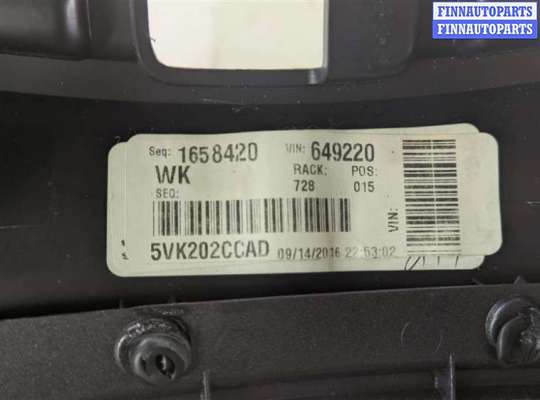 FINNAUTOPARTS
FINNAUTOPARTS
Seq: 1658420 VIN: 649220
WK RACK: POS:
SEQ: 728 015
VIN:
5VK202CCAD 09/14/2016 22:53:02